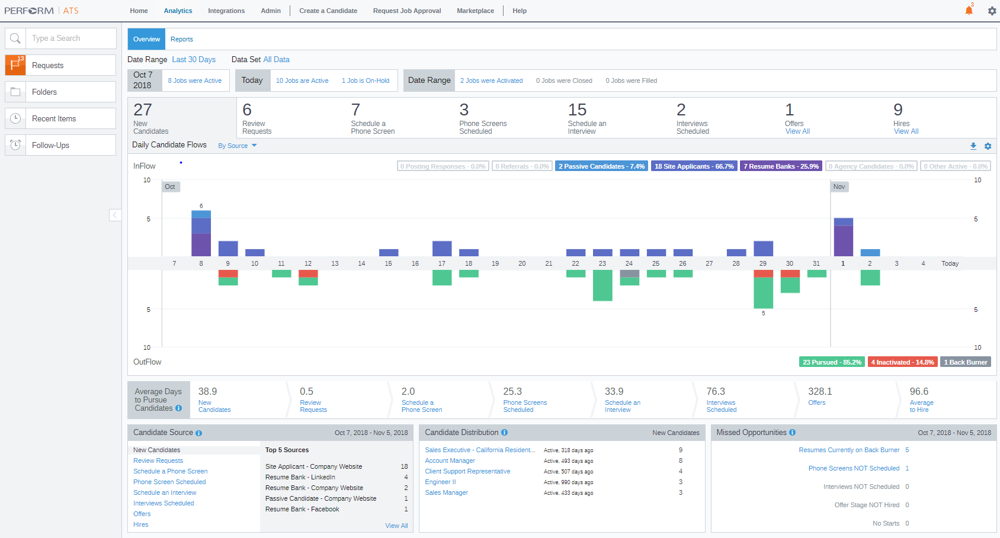 PERFORM | ATS
Home Analytics Integrations Admin Create a Candidate Request Job Approval Marketplace Help
3
Type a Search
13
Requests
Folders
Recent Items
Follow-Ups
Overview Reports
Date Range Last 30 Days Data Set All Data
Oct 7
2018
8 Jobs were Active
Today
10 Jobs are Active
1 Job is On-Hold
Date Range
2 Jobs were Activated
0 Jobs were Closed
0 Jobs were Filled
27
New
Candidates
6
Review
Requests
7
Schedule a
Phone Screen
3
Phone Screens
Scheduled
15
Schedule an
Interview
2
Interviews
Scheduled
1
Offers
View All
9
Hires
View All
Daily Candidate Flows By Source
InFlow
0 Posting Responses - 0.0%
0 Referrals - 0.0%
2 Passive Candidates - 7.4%
18 Site Applicants - 66.7%
7 Resume Banks - 25.9%
0 Agency Candidates - 0.0%
0 Other Active - 0.0%
10 10
Oct Nov
6
5 5
7 8 9 10 11 12 13 14 15 16 17 18 19 20 21 22 23 24 25 26 27 28 29 30 31 1 2 3 4 Today
5 5
5
10 10
OutFlow
23 Pursued - 85.2%
4 Inactivated - 14.8%
1 Back Burner
Average Days
to Pursue
Candidates
38.9
New
Candidates
0.5
Review
Requests
2.0
Schedule a
Phone Screen
25.3
Phone Screens
Scheduled
33.9
Schedule an
Interview
76.3
Interviews
Scheduled
328.1
Offers
96.6
Average
to Hire
Candidate Source Oct 7, 2018 - Nov 5, 2018
New Candidates
Review Requests
Schedule a Phone Screen
Phone Screen Scheduled
Schedule an Interview
Interviews Scheduled
Offers
Hires
Top 5 Sources
Site Applicant - Company Website 18
Resume Bank - LinkedIn 4
Resume Bank - Company Website 2
Passive Candidate - Company Website 1
Resume Bank - Facebook 1
View All
Candidate Distribution New Candidates
Sales Executive - California Resident... Active, 318 days ago 9
Account Manager Active, 493 days ago 8
Client Support Representative Active, 507 days ago 4
Engineer II Active, 990 days ago 3
Sales Manager Active, 433 days ago 3
Missed Opportunities Oct 7, 2018 - Nov 5, 2018
Resumes Currently on Back Burner 5
Phone Screens NOT Scheduled 1
Interviews NOT Scheduled 0
Offer Stage NOT Hired 0
No Starts 0